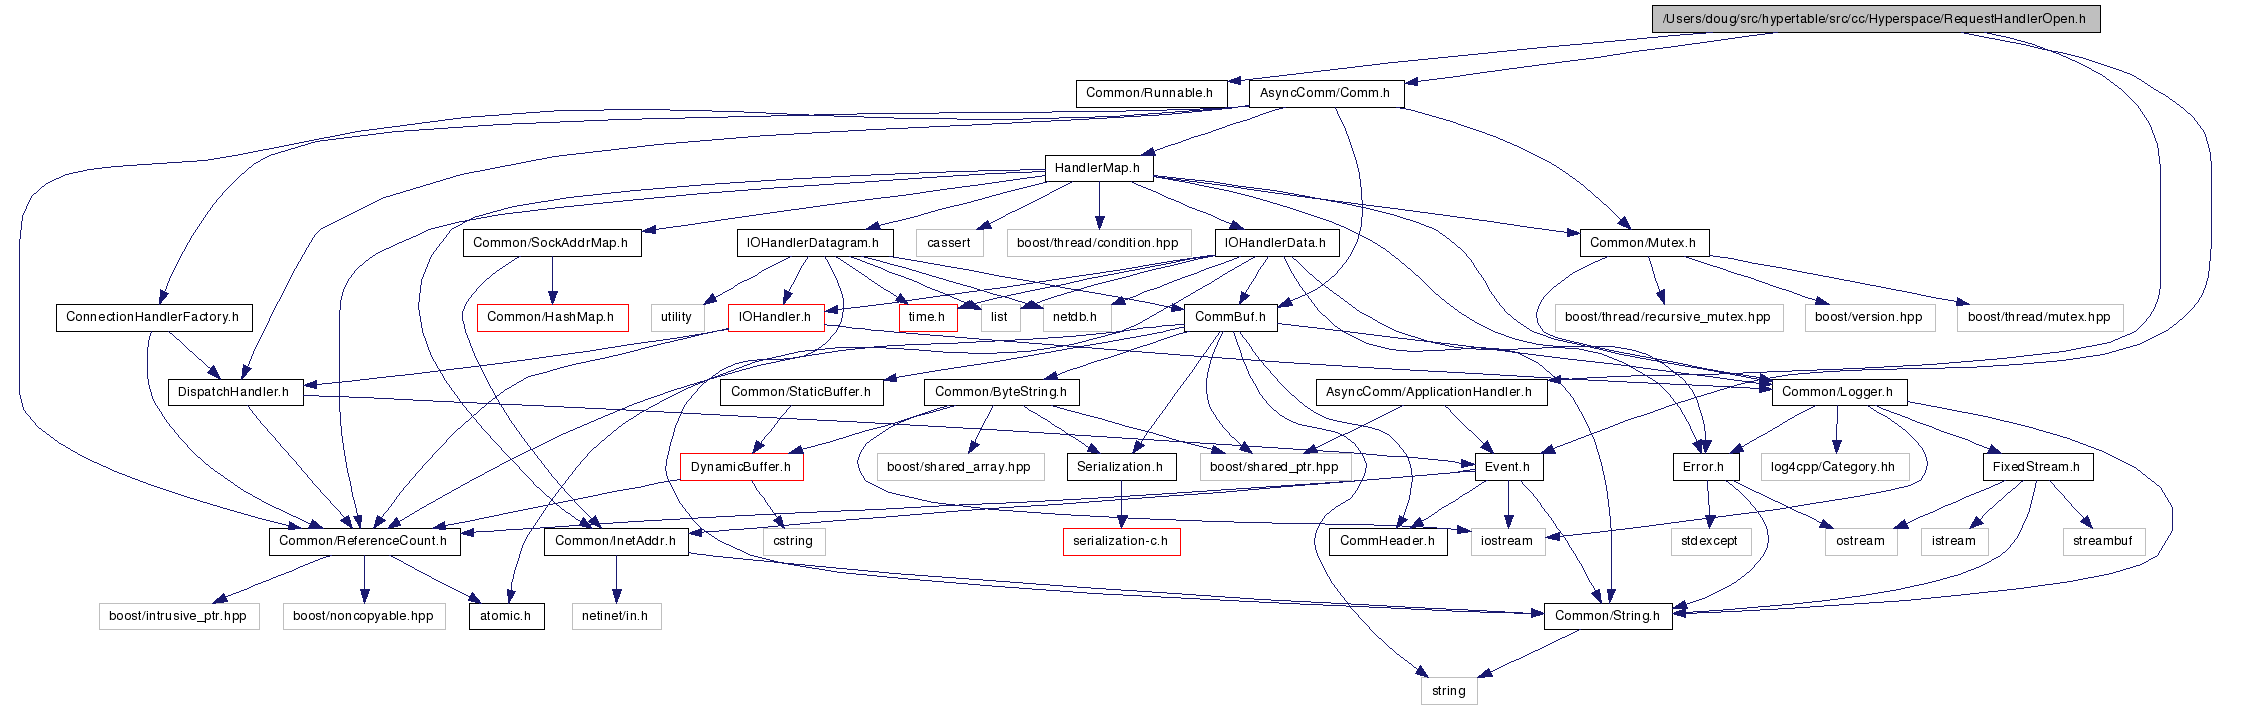 /Users/doug/src/hypertable/src/cc/Hyperspace/RequestHandlerOpen.h
Common/Runnable.h
AsyncComm/Comm.h
HandlerMap.h
Common/SockAddrMap.h
IOHandlerDatagram.h
cassert
boost/thread/condition.hpp
IOHandlerData.h
Common/Mutex.h
ConnectionHandlerFactory.h
Common/HashMap.h
utility
IOHandler.h
time.h
list
netdb.h
CommBuf.h
boost/thread/recursive_mutex.hpp
boost/version.hpp
boost/thread/mutex.hpp
DispatchHandler.h
Common/StaticBuffer.h
Common/ByteString.h
AsyncComm/ApplicationHandler.h
Common/Logger.h
DynamicBuffer.h
boost/shared_array.hpp
Serialization.h
boost/shared_ptr.hpp
Event.h
Error.h
log4cpp/Category.hh
FixedStream.h
Common/ReferenceCount.h
Common/InetAddr.h
cstring
serialization-c.h
CommHeader.h
iostream
stdexcept
ostream
istream
streambuf
boost/intrusive_ptr.hpp
boost/noncopyable.hpp
atomic.h
netinet/in.h
Common/String.h
string